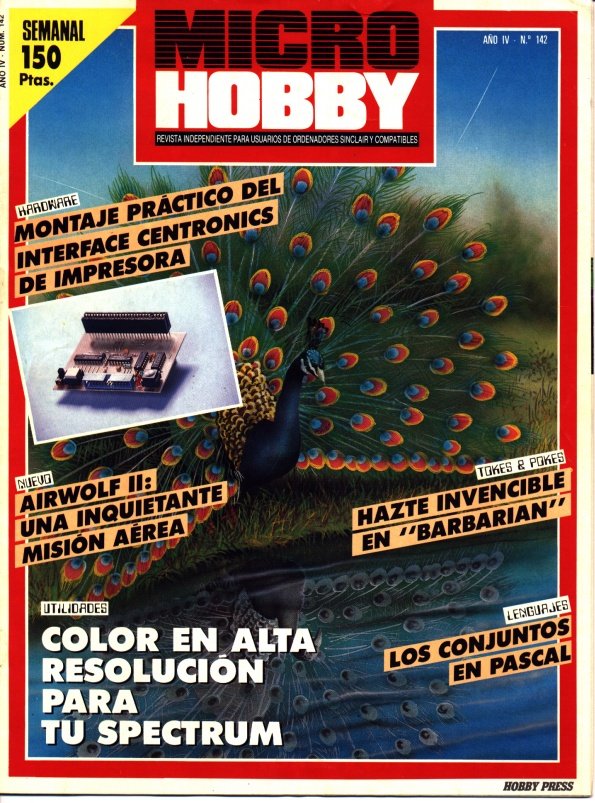 AÑO IV - NUM. 142
SEMANAL
150
Ptas.
MICRO
HOBBY
AÑO IV - N.º 142
REVISTA INDEPENDIENTE PARA USUARIOS DE ORDENADORES SINCLAIR Y COMPATIBLES
HARDWARE
MONTAJE PRÁCTICO DEL
INTERFACE CENTRONICS
DE IMPRESORA
NUEVO
AIRWOLF II:
UNA INQUIETANTE
MISIÓN AÉREA
TOKES & POKES
HAZTE INVENCIBLE
EN "BARBARIAN"
UTILIDADES
COLOR EN ALTA
RESOLUCIÓN
PARA
TU SPECTRUM
LENGUAJES
LOS CONJUNTOS
EN PASCAL
HOBBY PRESS